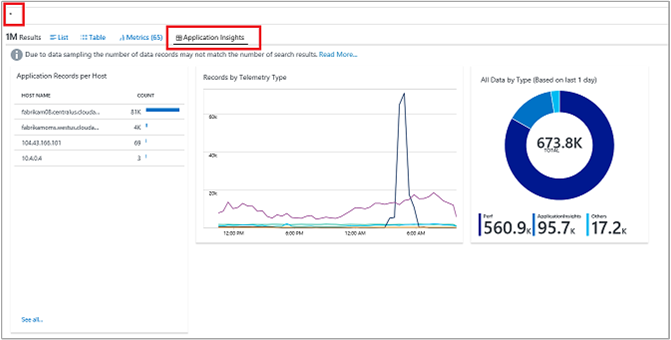 *
1M Results List Table Metrics (65) Application Insights
Due to data sampling the number of data records may not match the number of search results. Read More...
Application Records per Host
HOST NAME COUNT
fabrikam08.centralus.clouda... 81K
fabrikamoms.westus.clouda... 4K
104.43.166.101 69
10.4.0.4 3
See all...
Records by Telemetry Type
60k
40k
20k
12:00 PM 6:00 PM 12:00 AM 6:00 AM
All Data by Type (Based on last 1 day)
673.8K
TOTAL
Perf ApplicationInsights Others
560.9K 95.7K 17.2K